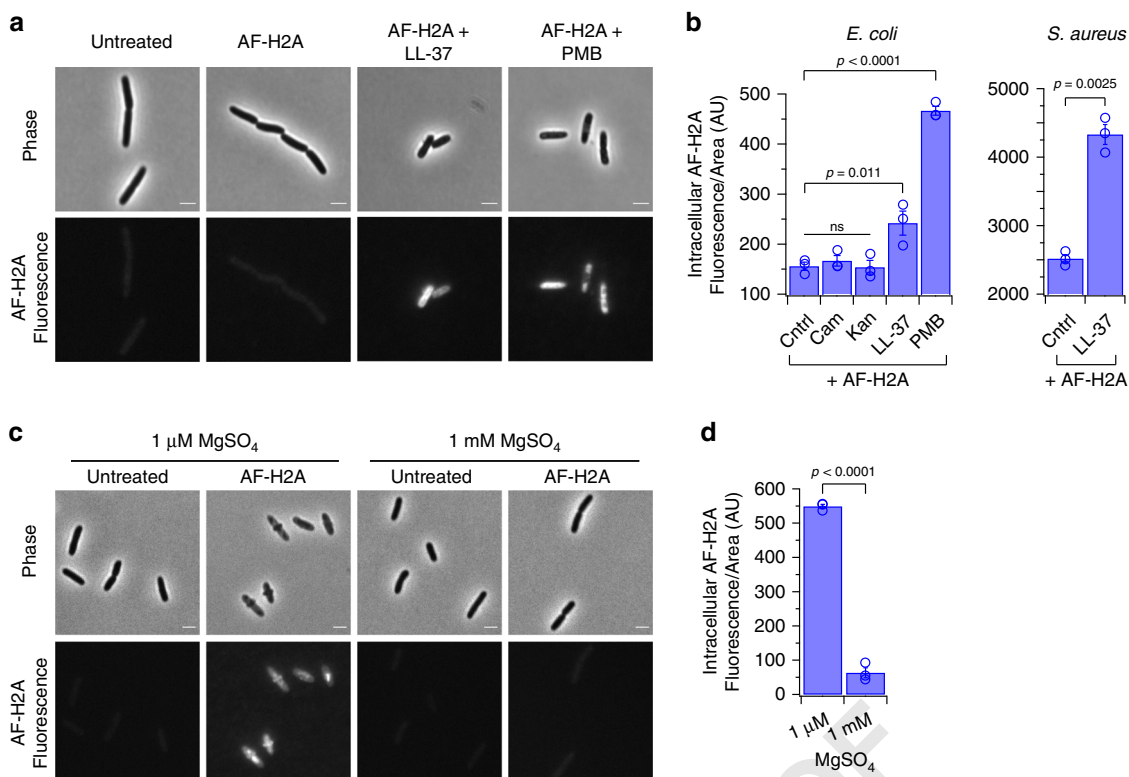 a
Untreated
AF-H2A
AF-H2A +
LL-37
AF-H2A +
PMB
Phase
AF-H2A
Fluorescence
b
E. coli
S. aureus
p < 0.0001
p = 0.011
ns
p = 0.0025
Intracellular AF-H2A
Fluorescence/Area (AU)
500
400
300
200
100
5000
4000
3000
2000
Cntrl
Cam
Kan
LL-37
PMB
+ AF-H2A
Cntrl
LL-37
+ AF-H2A
c
1 μM MgSO₄
1 mM MgSO₄
Untreated
AF-H2A
Untreated
AF-H2A
Phase
AF-H2A
Fluorescence
d
p < 0.0001
Intracellular AF-H2A
Fluorescence/Area (AU)
600
500
400
300
200
100
0
1 μM
1 mM
MgSO₄